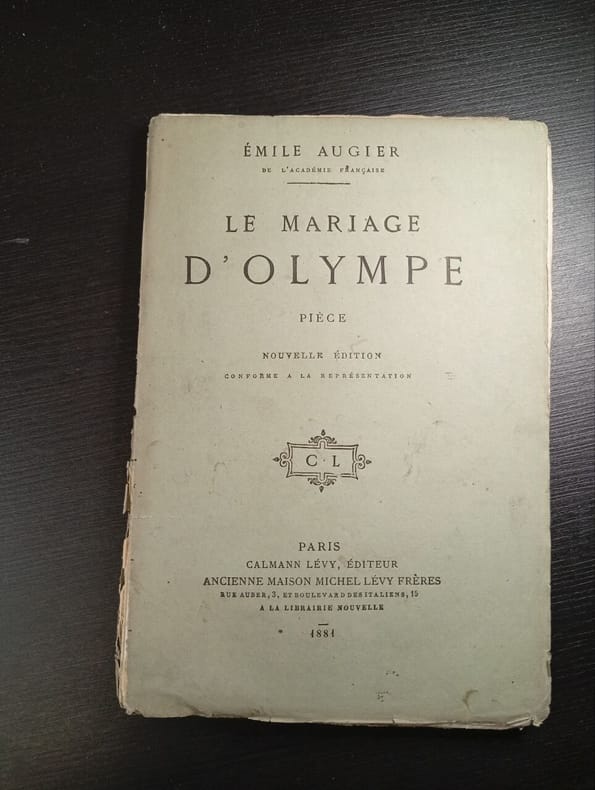 ÉMILE AUGIER
DE L'ACADÉMIE FRANÇAISE
LE MARIAGE
D'OLYMPE
PIÈCE
NOUVELLE ÉDITION
CONFORME A LA REPRÉSENTATION
C·L
PARIS
CALMANN LÉVY, ÉDITEUR
ANCIENNE MAISON MICHEL LÉVY FRÈRES
RUE AUBER, 3, ET BOULEVARD DES ITALIENS, 15
A LA LIBRAIRIE NOUVELLE
1881